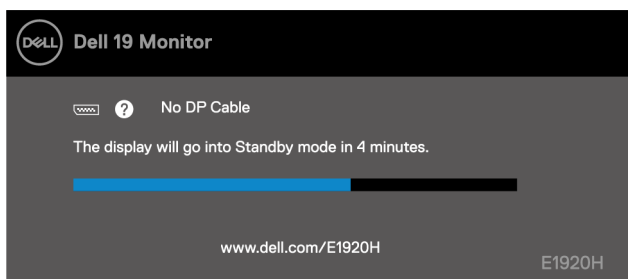 DELL Dell 19 Monitor
? No DP Cable
The display will go into Standby mode in 4 minutes.
www.dell.com/E1920H
E1920H